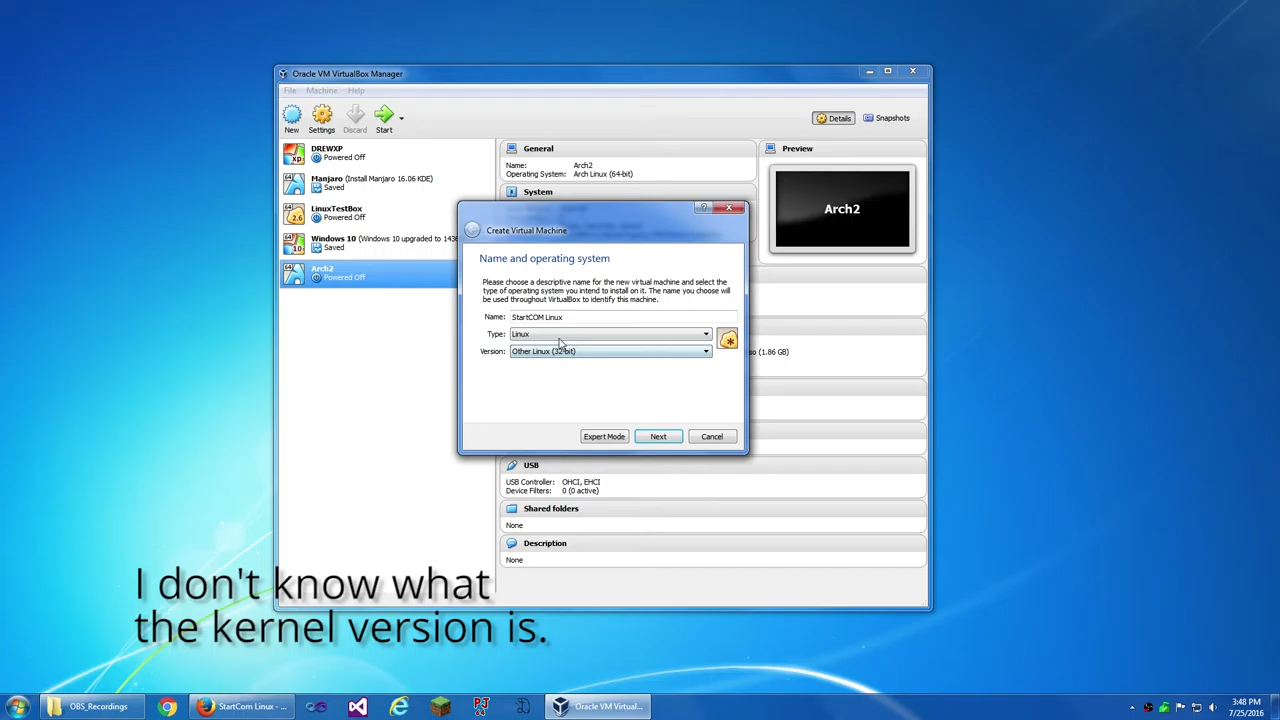 Oracle VM VirtualBox Manager
File Machine Help
New Settings Discard Start
Details Snapshots
DREWXP
Powered Off
Manjaro (Install Manjaro 16.06 KDE)
Saved
LinuxTestBox
Powered Off
Windows 10 (Windows 10 upgraded to 1436
Saved
Arch2
Powered Off
General
Name: Arch2
Operating System: Arch Linux (64-bit)
System
Preview
Arch2
Create Virtual Machine
Name and operating system
Please choose a descriptive name for the new virtual machine and select the
type of operating system you intend to install on it. The name you choose will
be used throughout VirtualBox to identify this machine.
Name: StartCOM Linux
Type: Linux
Version: Other Linux (32-bit)
Expert Mode Next Cancel
so (1.86 GB)
USB
USB Controller: OHCI, EHCI
Device Filters: 0 (0 active)
Shared folders
None
Description
None
I don't know what
the kernel version is.
OBS_Recordings
StartCom Linux - ...
Oracle VM Virtual...
3:48 PM
7/25/2016